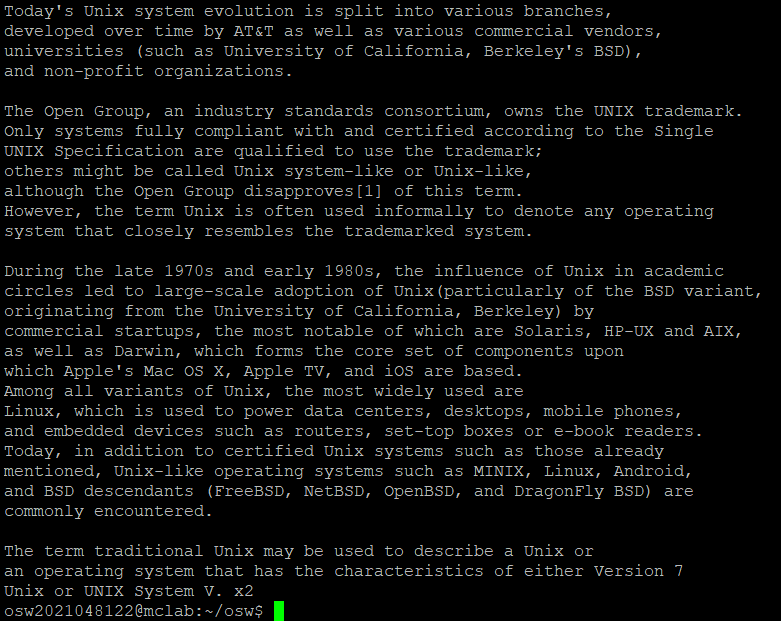 Today's Unix system evolution is split into various branches,
developed over time by AT&T as well as various commercial vendors,
universities (such as University of California, Berkeley's BSD),
and non-profit organizations.

The Open Group, an industry standards consortium, owns the UNIX trademark.
Only systems fully compliant with and certified according to the Single
UNIX Specification are qualified to use the trademark;
others might be called Unix system-like or Unix-like,
although the Open Group disapproves[1] of this term.
However, the term Unix is often used informally to denote any operating
system that closely resembles the trademarked system.

During the late 1970s and early 1980s, the influence of Unix in academic
circles led to large-scale adoption of Unix(particularly of the BSD variant,
originating from the University of California, Berkeley) by
commercial startups, the most notable of which are Solaris, HP-UX and AIX,
as well as Darwin, which forms the core set of components upon
which Apple's Mac OS X, Apple TV, and iOS are based.
Among all variants of Unix, the most widely used are
Linux, which is used to power data centers, desktops, mobile phones,
and embedded devices such as routers, set-top boxes or e-book readers.
Today, in addition to certified Unix systems such as those already
mentioned, Unix-like operating systems such as MINIX, Linux, Android,
and BSD descendants (FreeBSD, NetBSD, OpenBSD, and DragonFly BSD) are
commonly encountered.

The term traditional Unix may be used to describe a Unix or
an operating system that has the characteristics of either Version 7
Unix or UNIX System V. x2
osw2021048122@mclab:~/osw$